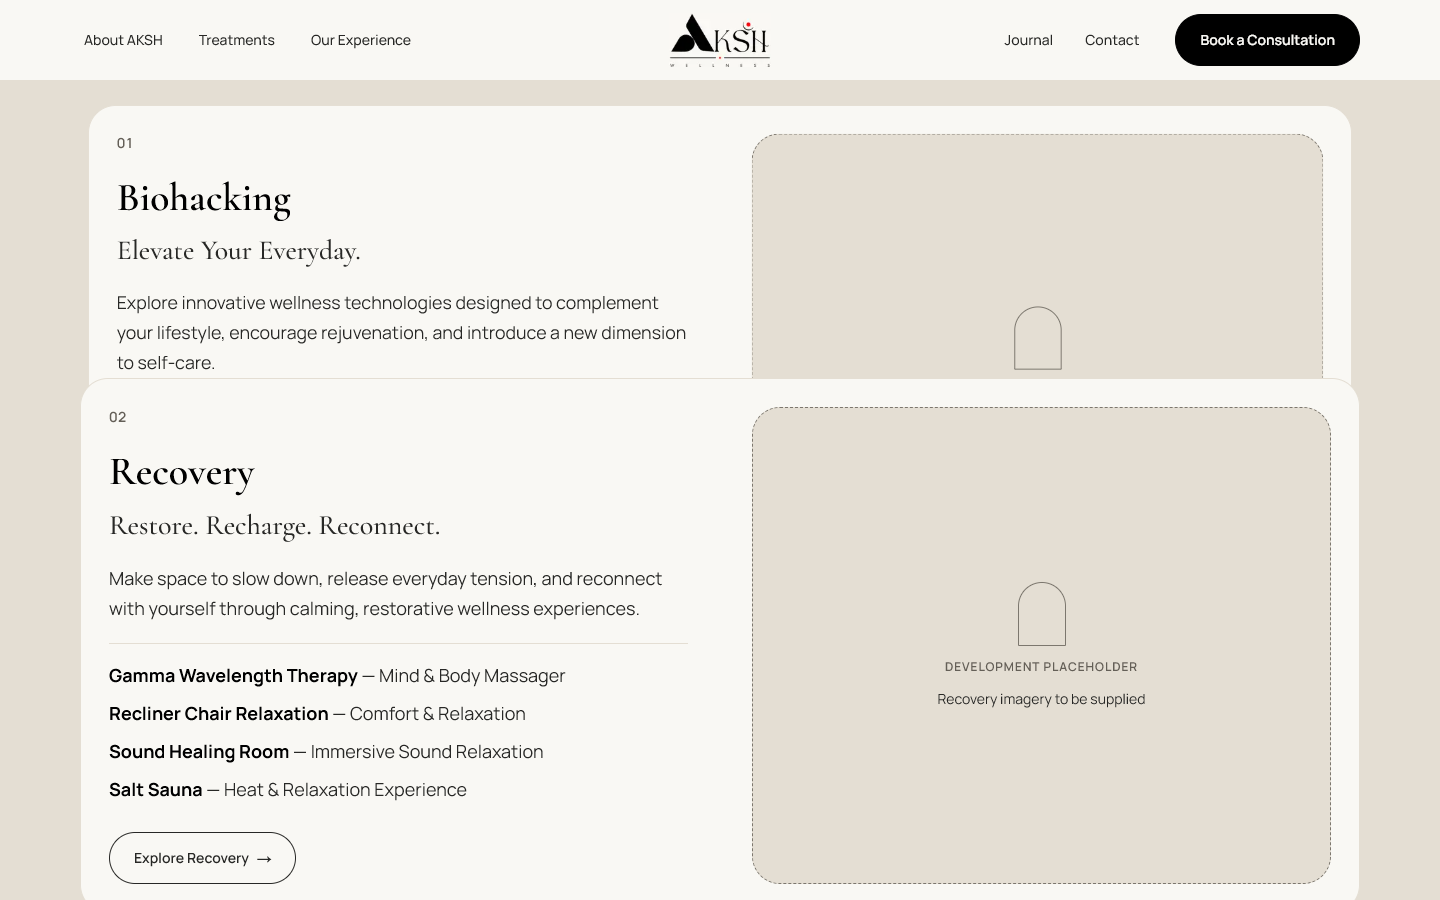 About AKSH
Treatments
Our Experience
AKSH
WELLNESS
Journal
Contact
Book a Consultation
01
Biohacking
Elevate Your Everyday.
Explore innovative wellness technologies designed to complement
your lifestyle, encourage rejuvenation, and introduce a new dimension
to self-care.
02
Recovery
Restore. Recharge. Reconnect.
Make space to slow down, release everyday tension, and reconnect
with yourself through calming, restorative wellness experiences.
Gamma Wavelength Therapy — Mind & Body Massager
Recliner Chair Relaxation — Comfort & Relaxation
Sound Healing Room — Immersive Sound Relaxation
Salt Sauna — Heat & Relaxation Experience
Explore Recovery →
DEVELOPMENT PLACEHOLDER
Recovery imagery to be supplied